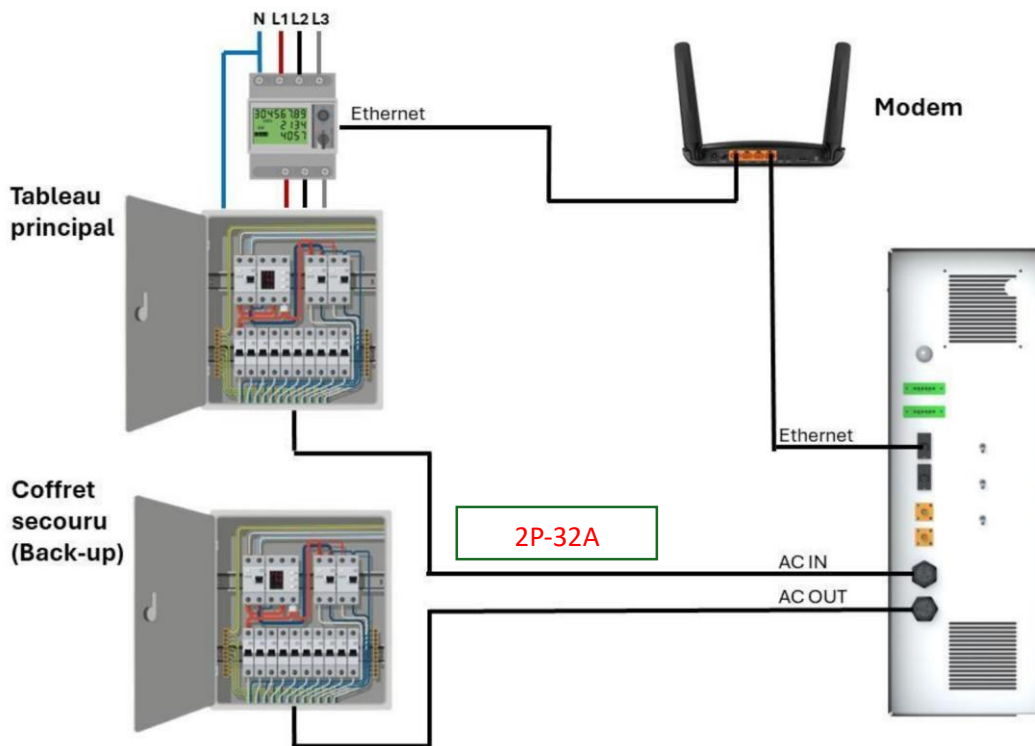 N L1 L2 L3
30456789
2134
4057
Ethernet
Modem
Tableau
principal
Ethernet
Coffret
secouru
(Back-up)
2P-32A
AC IN
AC OUT